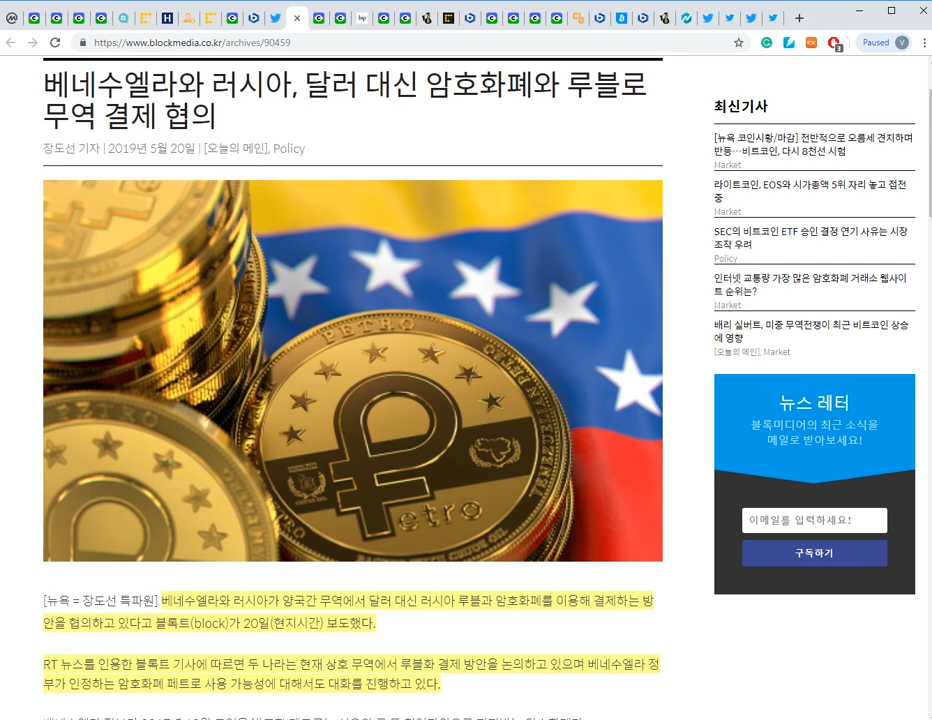 https://www.blockmedia.co.kr/archives/90459
Paused
V
3
베네수엘라와 러시아, 달러 대신 암호화폐와 루블로
무역 결제 협의
장도선 기자 | 2019년 5월 20일 | [오늘의 메인], Policy
PETRO
etro
[뉴욕 = 장도선 특파원] 베네수엘라와 러시아가 양국간 무역에서 달러 대신 러시아 루블과 암호화폐를 이용해 결제하는 방
안을 협의하고 있다고 블록트(block)가 20일(현지시간) 보도했다.
RT 뉴스를 인용한 블록트 기사에 따르면 두 나라는 현재 상호 무역에서 루블화 결제 방안을 논의하고 있으며 베네수엘라 정
부가 인정하는 암호화폐 페트로 사용 가능성에 대해서도 대화를 진행하고 있다.
최신기사
[뉴욕 코인시황/마감] 전반적으로 오름세 견지하며
반등…비트코인, 다시 8천선 시험
Market
라이트코인, EOS와 시가총액 5위 자리 놓고 접전
중
Market
SEC의 비트코인 ETF 승인 결정 연기 사유는 시장
조작 우려
Policy
인터넷 교통량 가장 많은 암호화폐 거래소 웹사이
트 순위는?
Market
배리 실버트, 미중 무역전쟁이 최근 비트코인 상승
에 영향
[오늘의 메인], Market
뉴스 레터
블록미디어의 최근 소식을
메일로 받아보세요!
이메일를 입력하세요!
구독하기